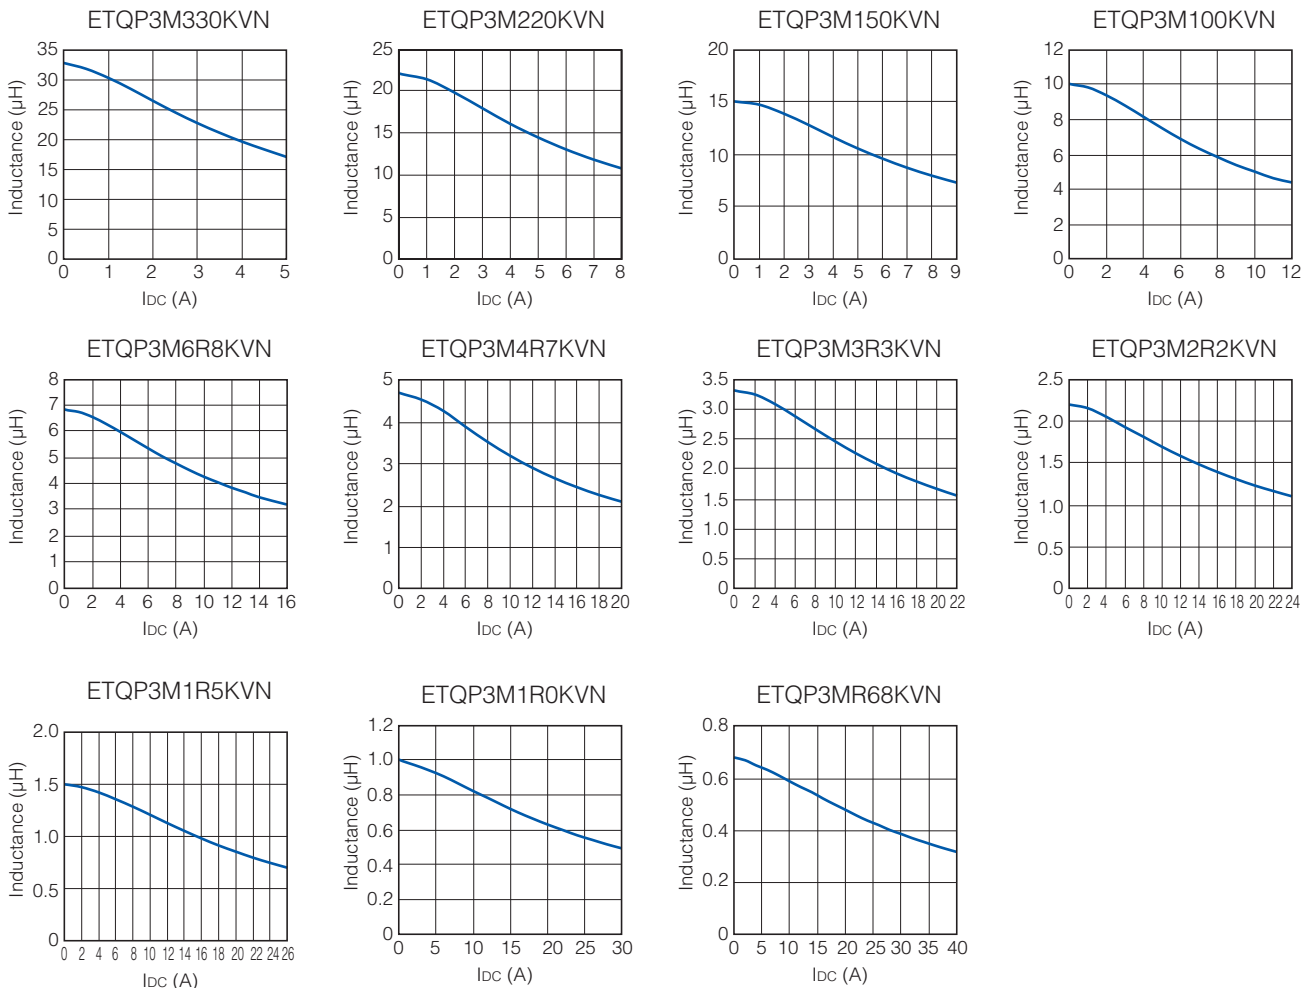 ETQP3M330KVN
Inductance (µH)
35
30
25
20
15
10
5
0
0 1 2 3 4 5
IDC (A)
ETQP3M220KVN
Inductance (µH)
25
20
15
10
5
0
0 1 2 3 4 5 6 7 8
IDC (A)
ETQP3M150KVN
Inductance (µH)
20
15
10
5
0
0 1 2 3 4 5 6 7 8 9
IDC (A)
ETQP3M100KVN
Inductance (µH)
12
10
8
6
4
2
0
0 2 4 6 8 10 12
IDC (A)
ETQP3M6R8KVN
Inductance (µH)
8
7
6
5
4
3
2
1
0
0 2 4 6 8 10 12 14 16
IDC (A)
ETQP3M4R7KVN
Inductance (µH)
5
4
3
2
1
0
0 2 4 6 8 10 12 14 16 18 20
IDC (A)
ETQP3M3R3KVN
Inductance (µH)
3.5
3.0
2.5
2.0
1.5
1.0
0.5
0
0 2 4 6 8 10 12 14 16 18 20 22
IDC (A)
ETQP3M2R2KVN
Inductance (µH)
2.5
2.0
1.5
1.0
0.5
0
0 2 4 6 8 10 12 14 16 18 20 22 24
IDC (A)
ETQP3M1R5KVN
Inductance (µH)
2.0
1.5
1.0
0.5
0
0 2 4 6 8 10 12 14 16 18 20 22 24 26
IDC (A)
ETQP3M1R0KVN
Inductance (µH)
1.2
1.0
0.8
0.6
0.4
0.2
0
0 5 10 15 20 25 30
IDC (A)
ETQP3MR68KVN
Inductance (µH)
0.8
0.6
0.4
0.2
0
0 5 10 15 20 25 30 35 40
IDC (A)